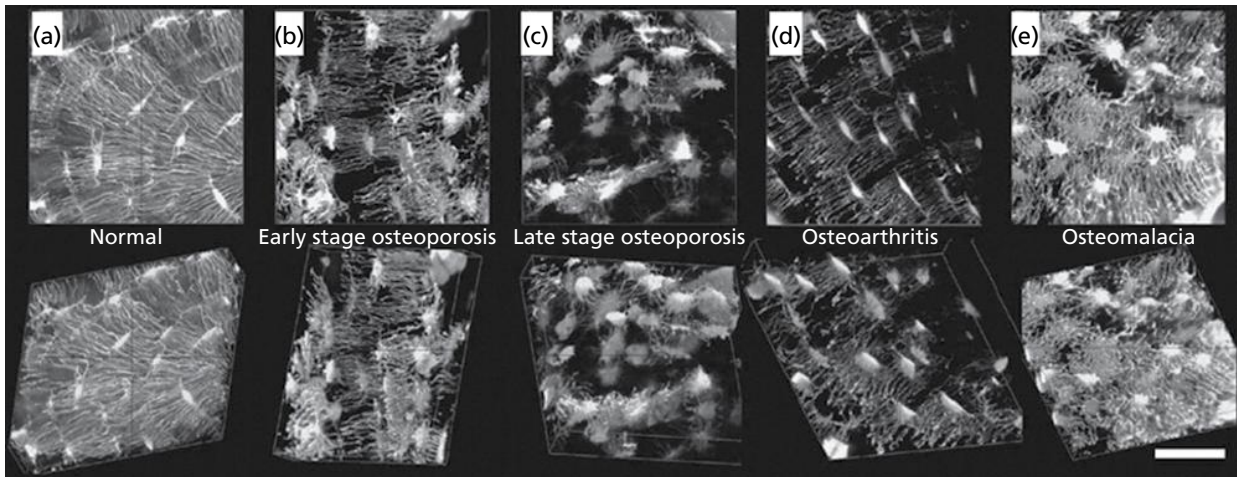 (a) (b) (c) (d) (e)
Normal Early stage osteoporosis Late stage osteoporosis Osteoarthritis Osteomalacia